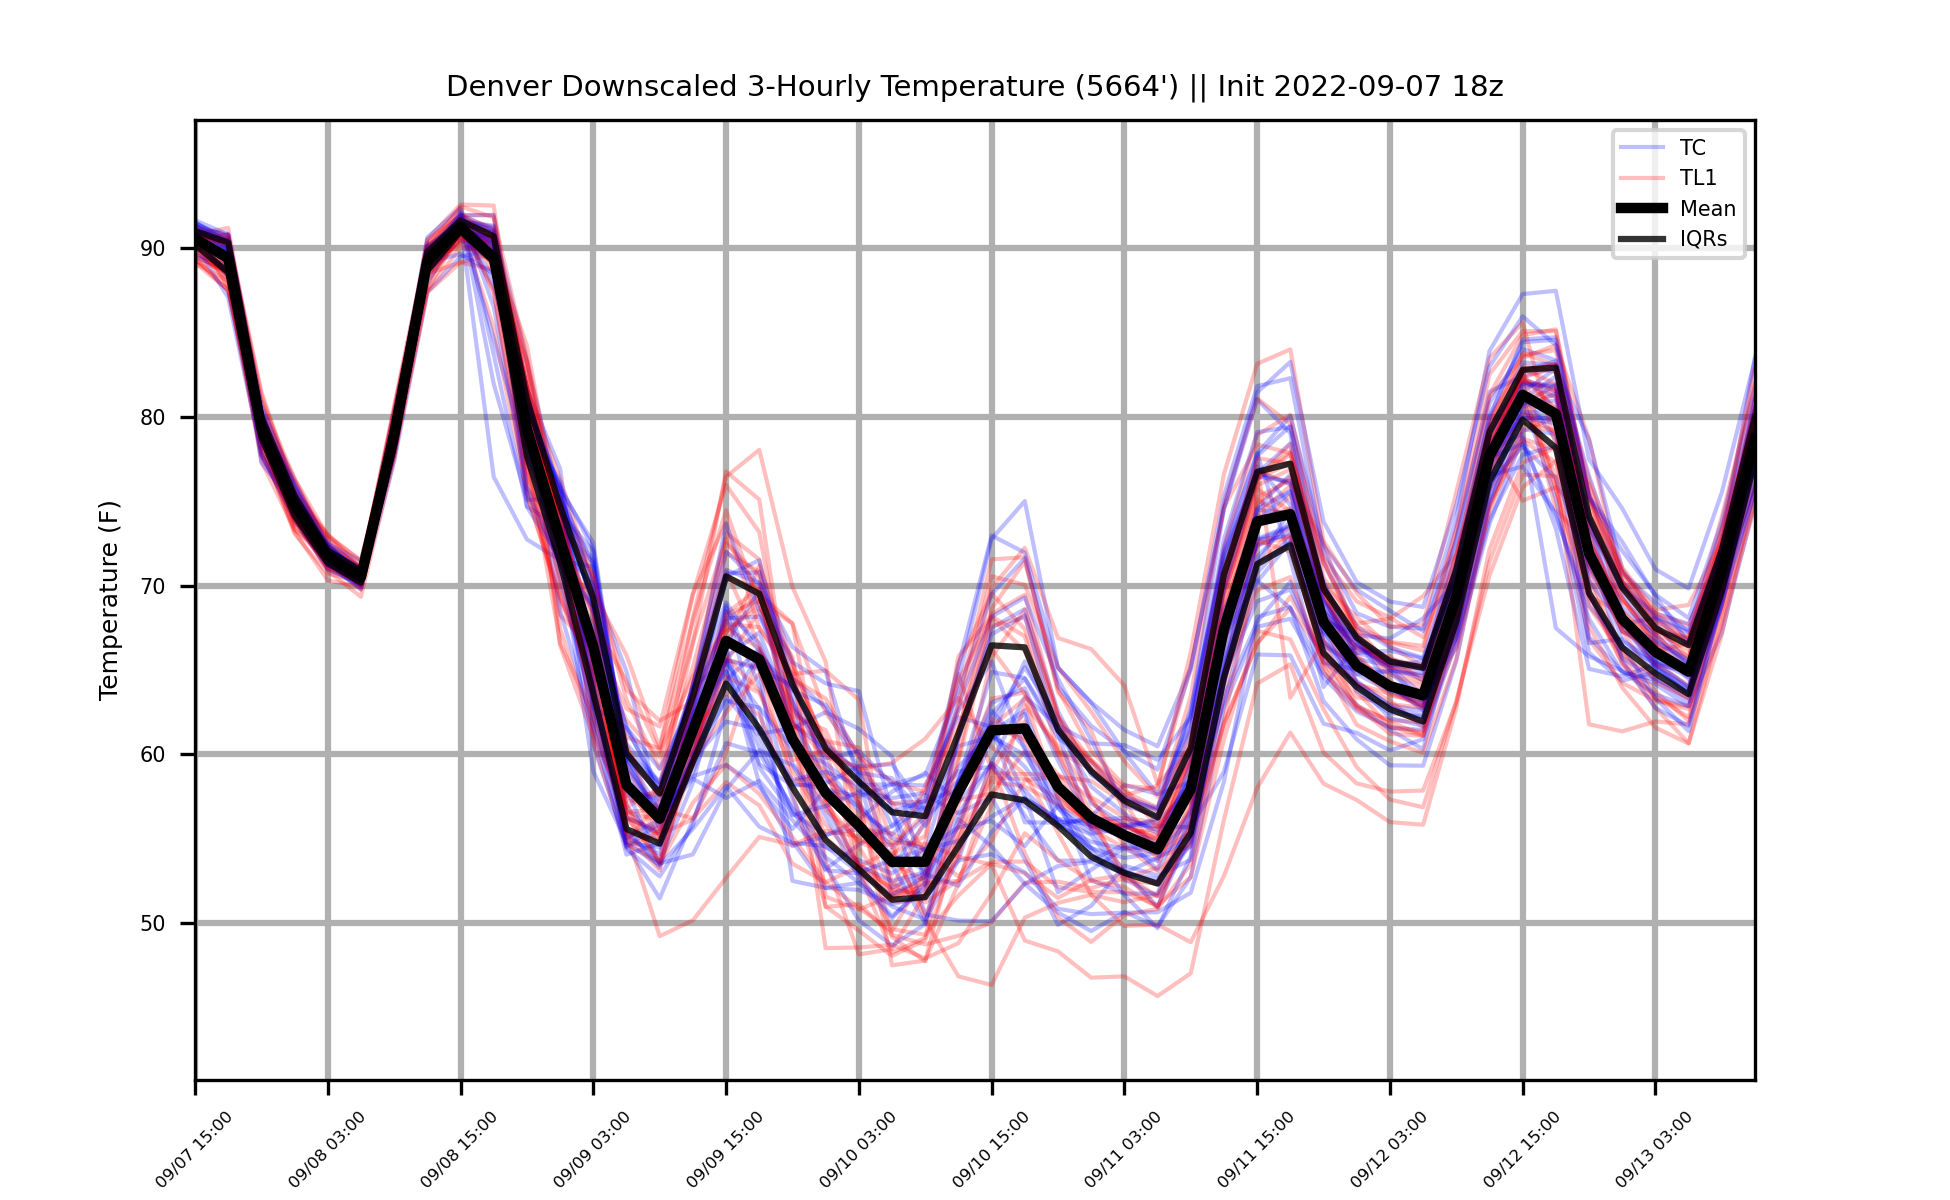 Denver Downscaled 3-Hourly Temperature (5664') || Init 2022-09-07 18z
TC
TL1
Mean
IQRs
Temperature (F)
90
80
70
60
50
09/07 15:00
09/08 03:00
09/08 15:00
09/09 03:00
09/09 15:00
09/10 03:00
09/10 15:00
09/11 03:00
09/11 15:00
09/12 03:00
09/12 15:00
09/13 03:00